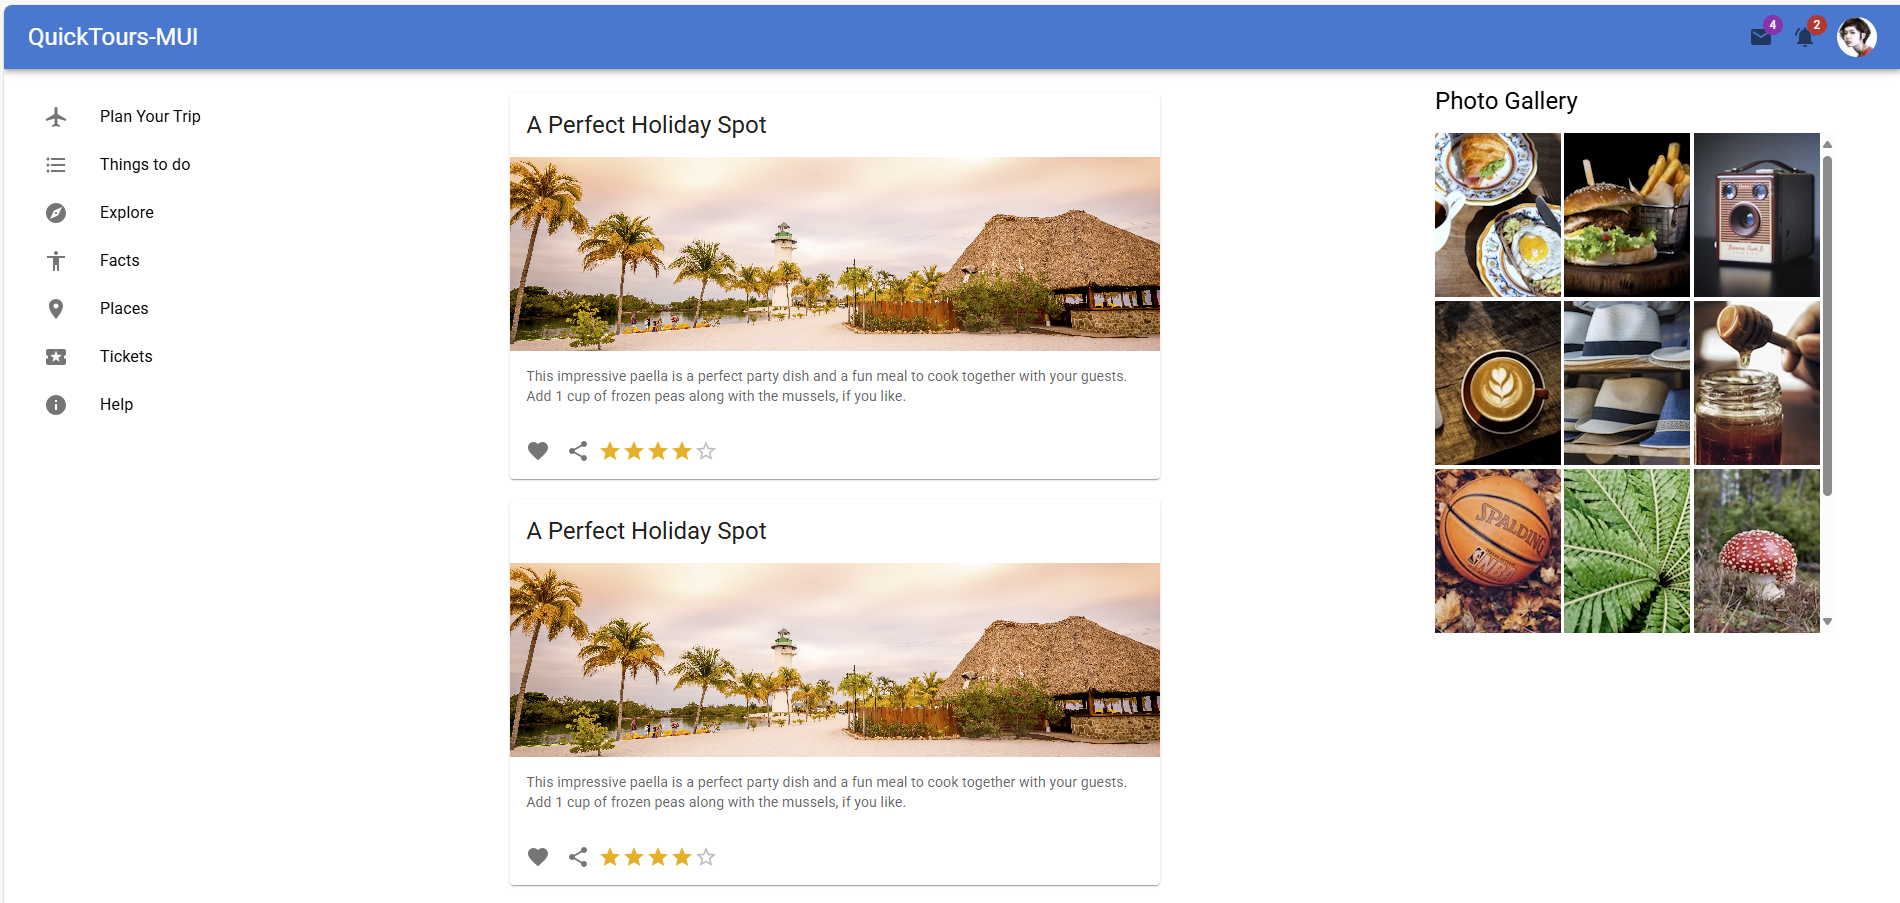 QuickTours-MUI
4
2
Plan Your Trip
Things to do
Explore
Facts
Places
Tickets
Help
A Perfect Holiday Spot
This impressive paella is a perfect party dish and a fun meal to cook together with your guests.
Add 1 cup of frozen peas along with the mussels, if you like.
A Perfect Holiday Spot
This impressive paella is a perfect party dish and a fun meal to cook together with your guests.
Add 1 cup of frozen peas along with the mussels, if you like.
Photo Gallery
SPALDING
NBA